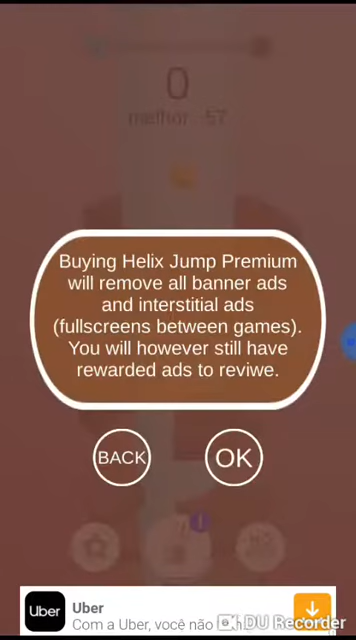 0
melhor 57
Buying Helix Jump Premium
will remove all banner ads
and interstitial ads
(fullscreens between games).
You will however still have
rewarded ads to reviwe.
BACK
OK
Uber
Uber
Com a Uber, você não
DU Recorder